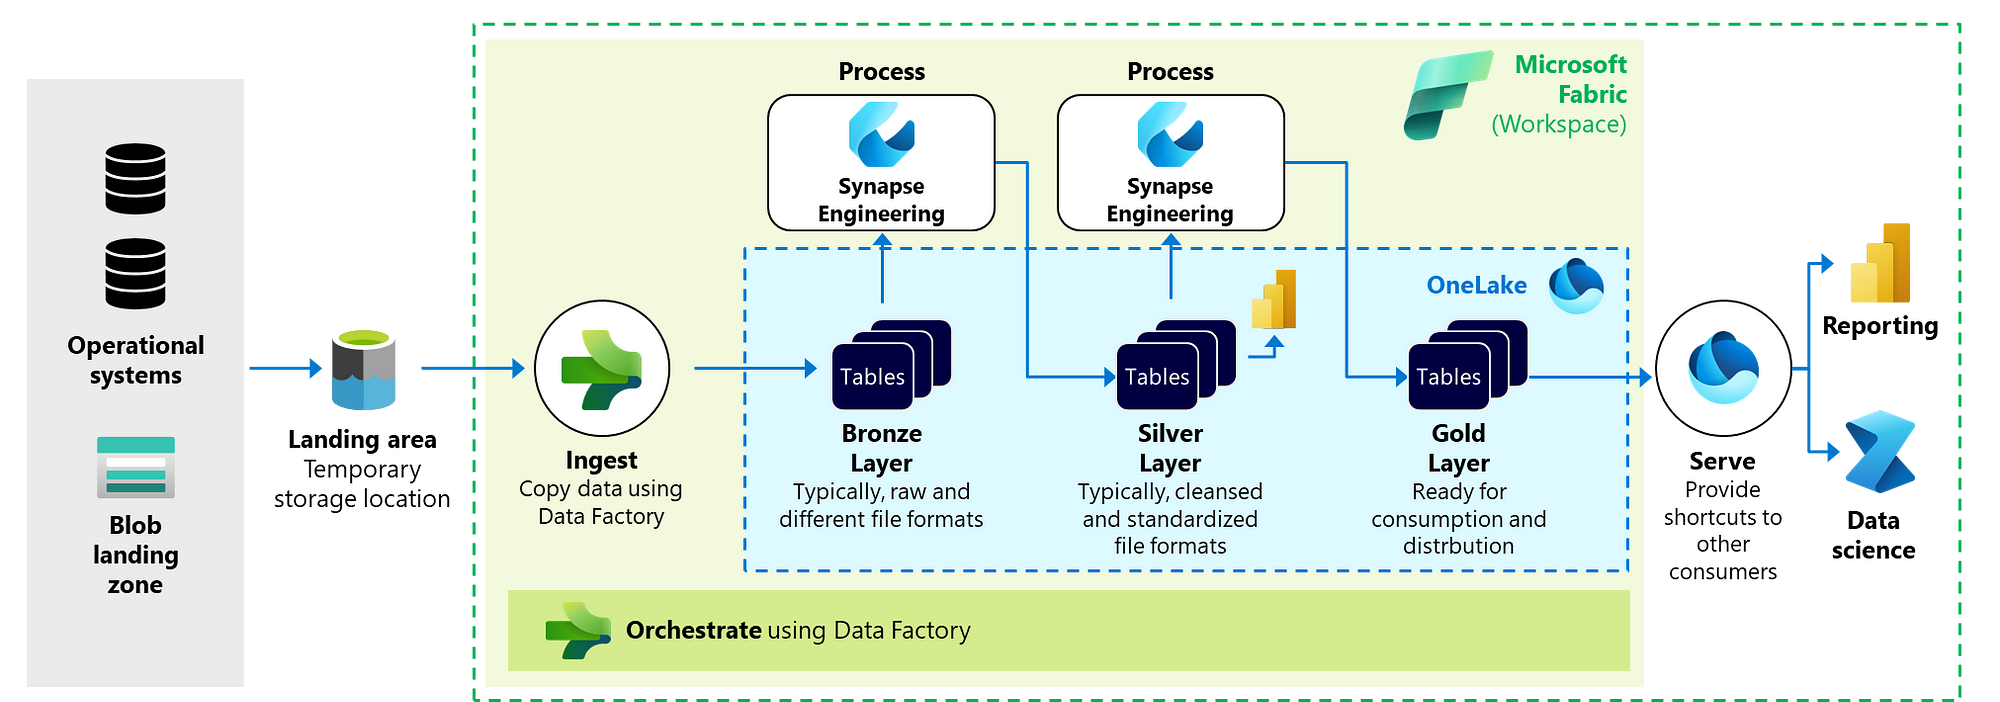 Operational
systems
Blob
landing
zone
Landing area
Temporary
storage location
Ingest
Copy data using
Data Factory
Process
Synapse
Engineering
Process
Synapse
Engineering
Microsoft
Fabric
(Workspace)
OneLake
Tables
Bronze
Layer
Typically, raw and
different file formats
Tables
Silver
Layer
Typically, cleansed
and standardized
file formats
Tables
Gold
Layer
Ready for
consumption and
distrbution
Orchestrate using Data Factory
Serve
Provide
shortcuts to
other
consumers
Reporting
Data
science